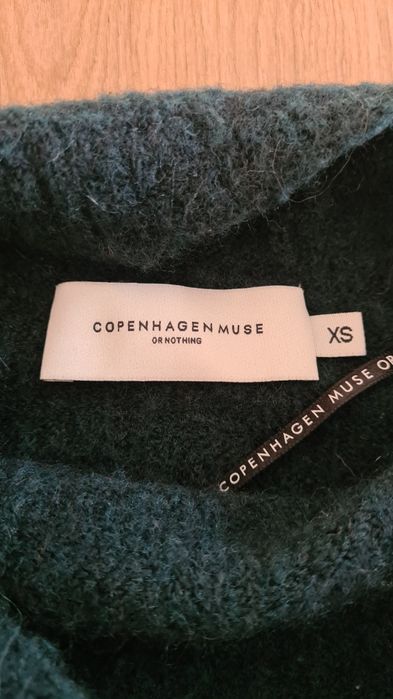 COPENHAGEN MUSE
OR NOTHING
XS
COPENHAGEN MUSE OR